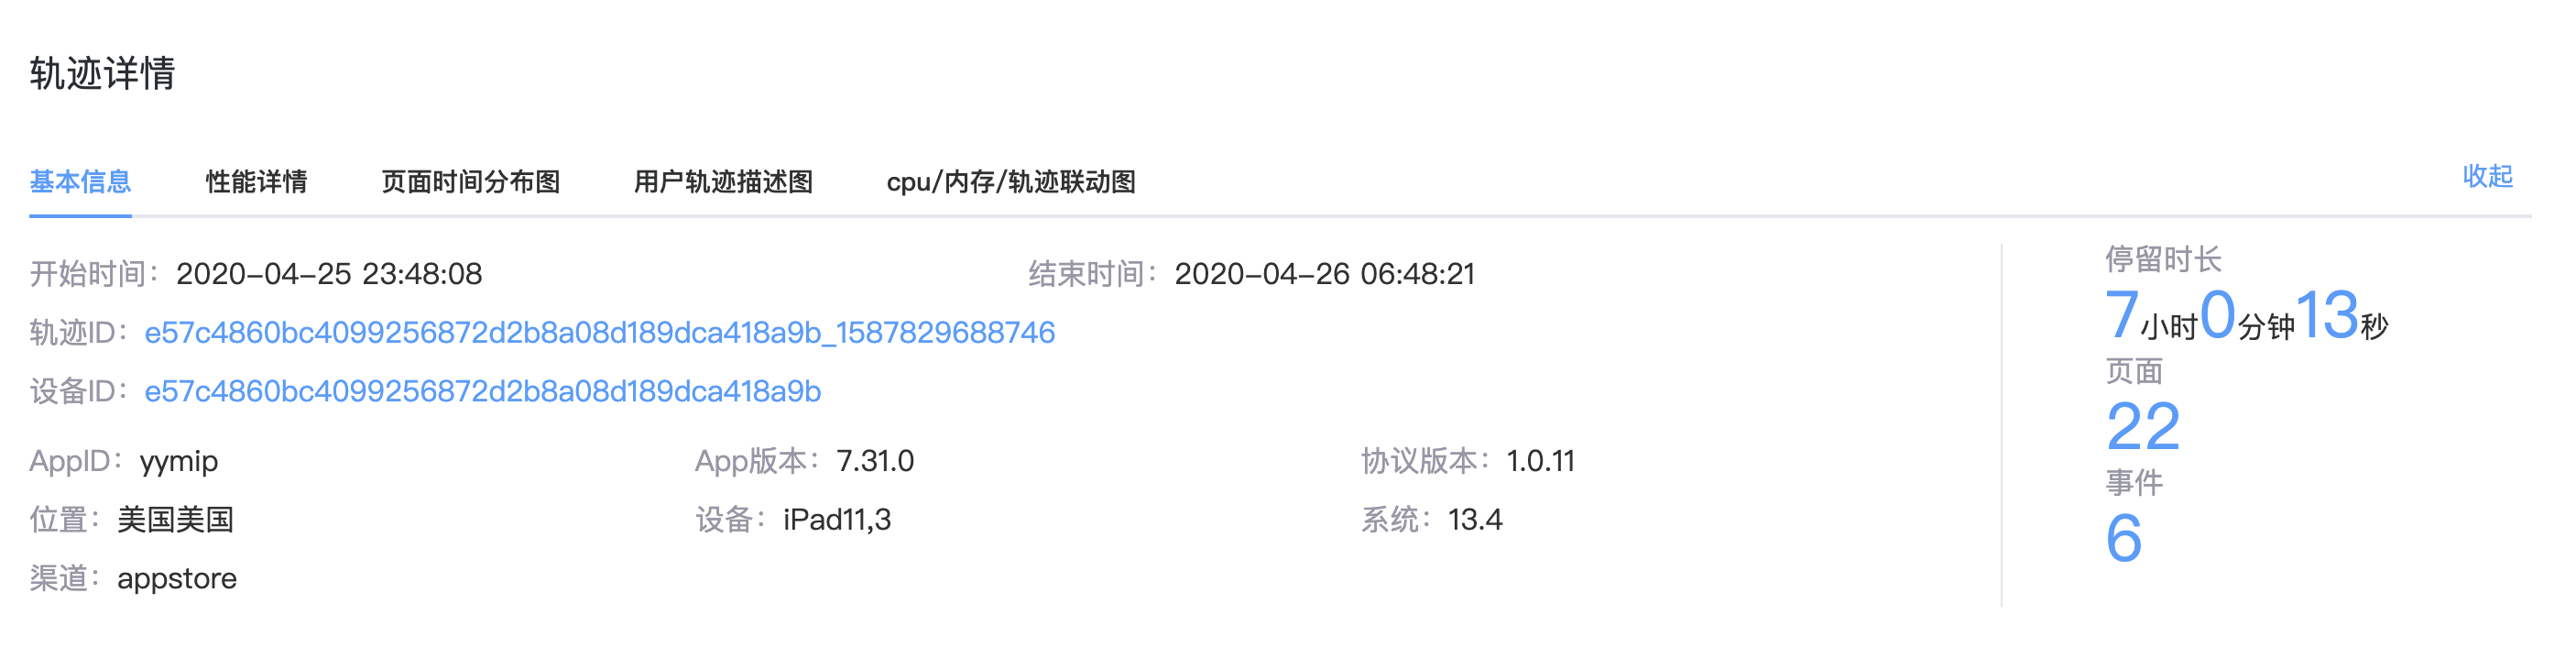 轨迹详情
基本信息 性能详情 页面时间分布图 用户轨迹描述图 cpu/内存/轨迹联动图 收起
开始时间：2020-04-25 23:48:08 结束时间：2020-04-26 06:48:21
轨迹ID：e57c4860bc4099256872d2b8a08d189dca418a9b_1587829688746
设备ID：e57c4860bc4099256872d2b8a08d189dca418a9b
AppID：yymip App版本：7.31.0 协议版本：1.0.11
位置：美国美国 设备：iPad11,3 系统：13.4
渠道：appstore
停留时长
7小时0分钟13秒
页面
22
事件
6